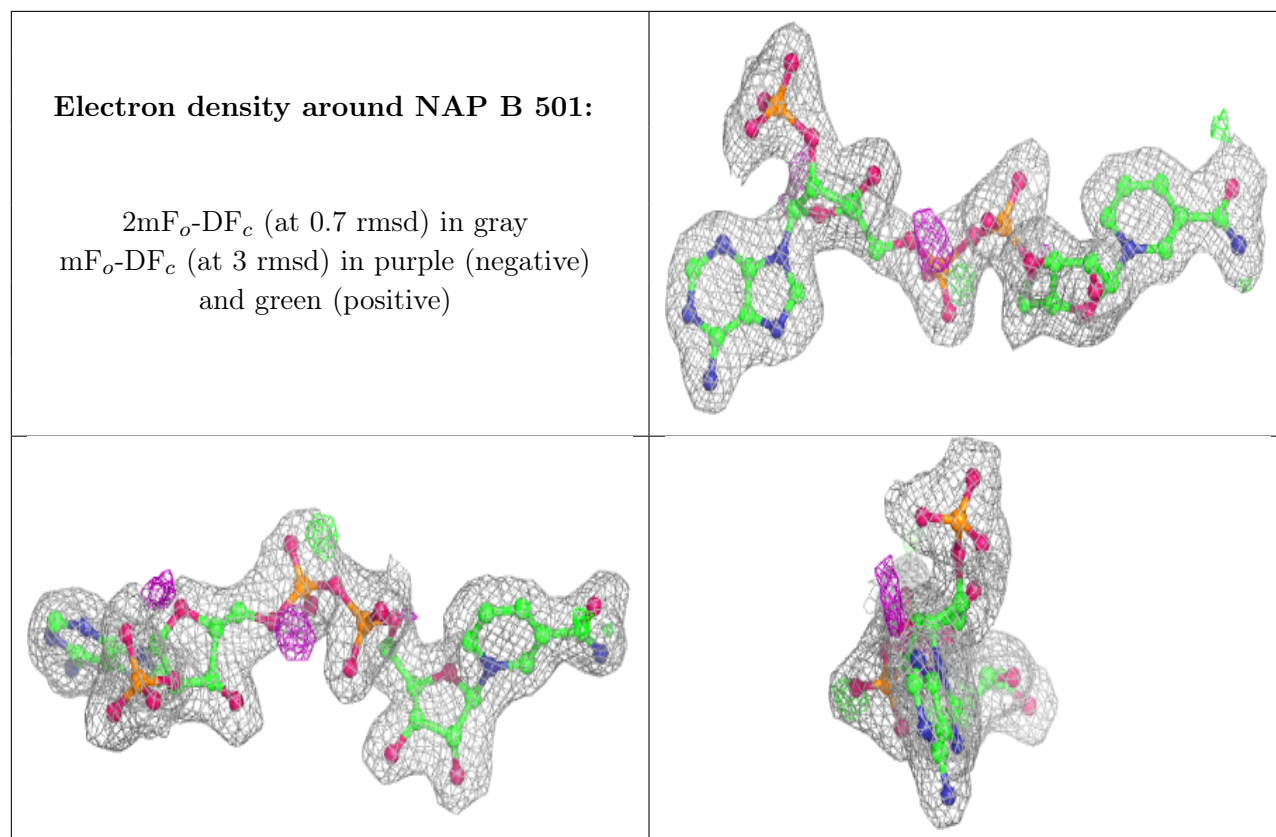 Electron density around NAP B 501:
2mFo-DFc (at 0.7 rmsd) in gray
mFo-DFc (at 3 rmsd) in purple (negative)
and green (positive)